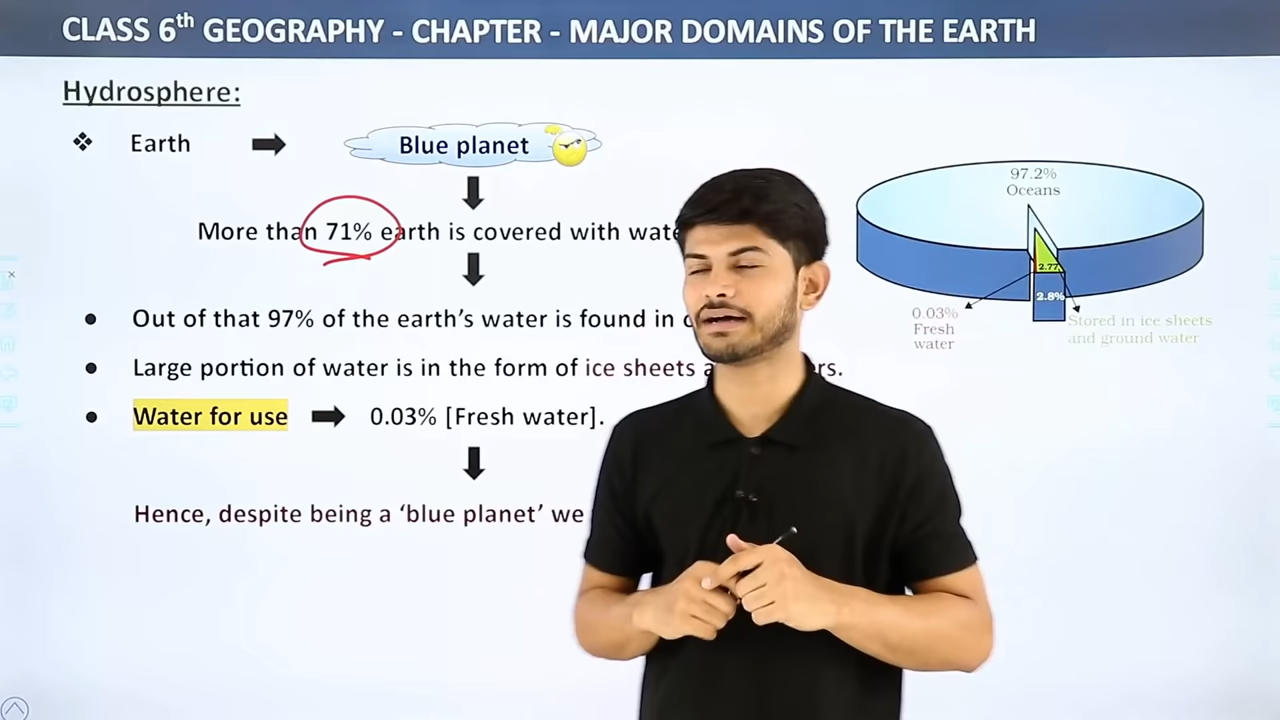 CLASS 6th GEOGRAPHY - CHAPTER - MAJOR DOMAINS OF THE EARTH
Hydrosphere:
❖ Earth ➡ Blue planet
More than 71% earth is covered with
• Out of that 97% of the earth's water is found in
• Large portion of water is in the form of ice sheets
• Water for use ➡ 0.03% [Fresh water].
Hence, despite being a 'blue planet' we
97.2%
Oceans
2.77
2.8%
0.03%
Fresh
water
Stored in ice sheets
and ground water